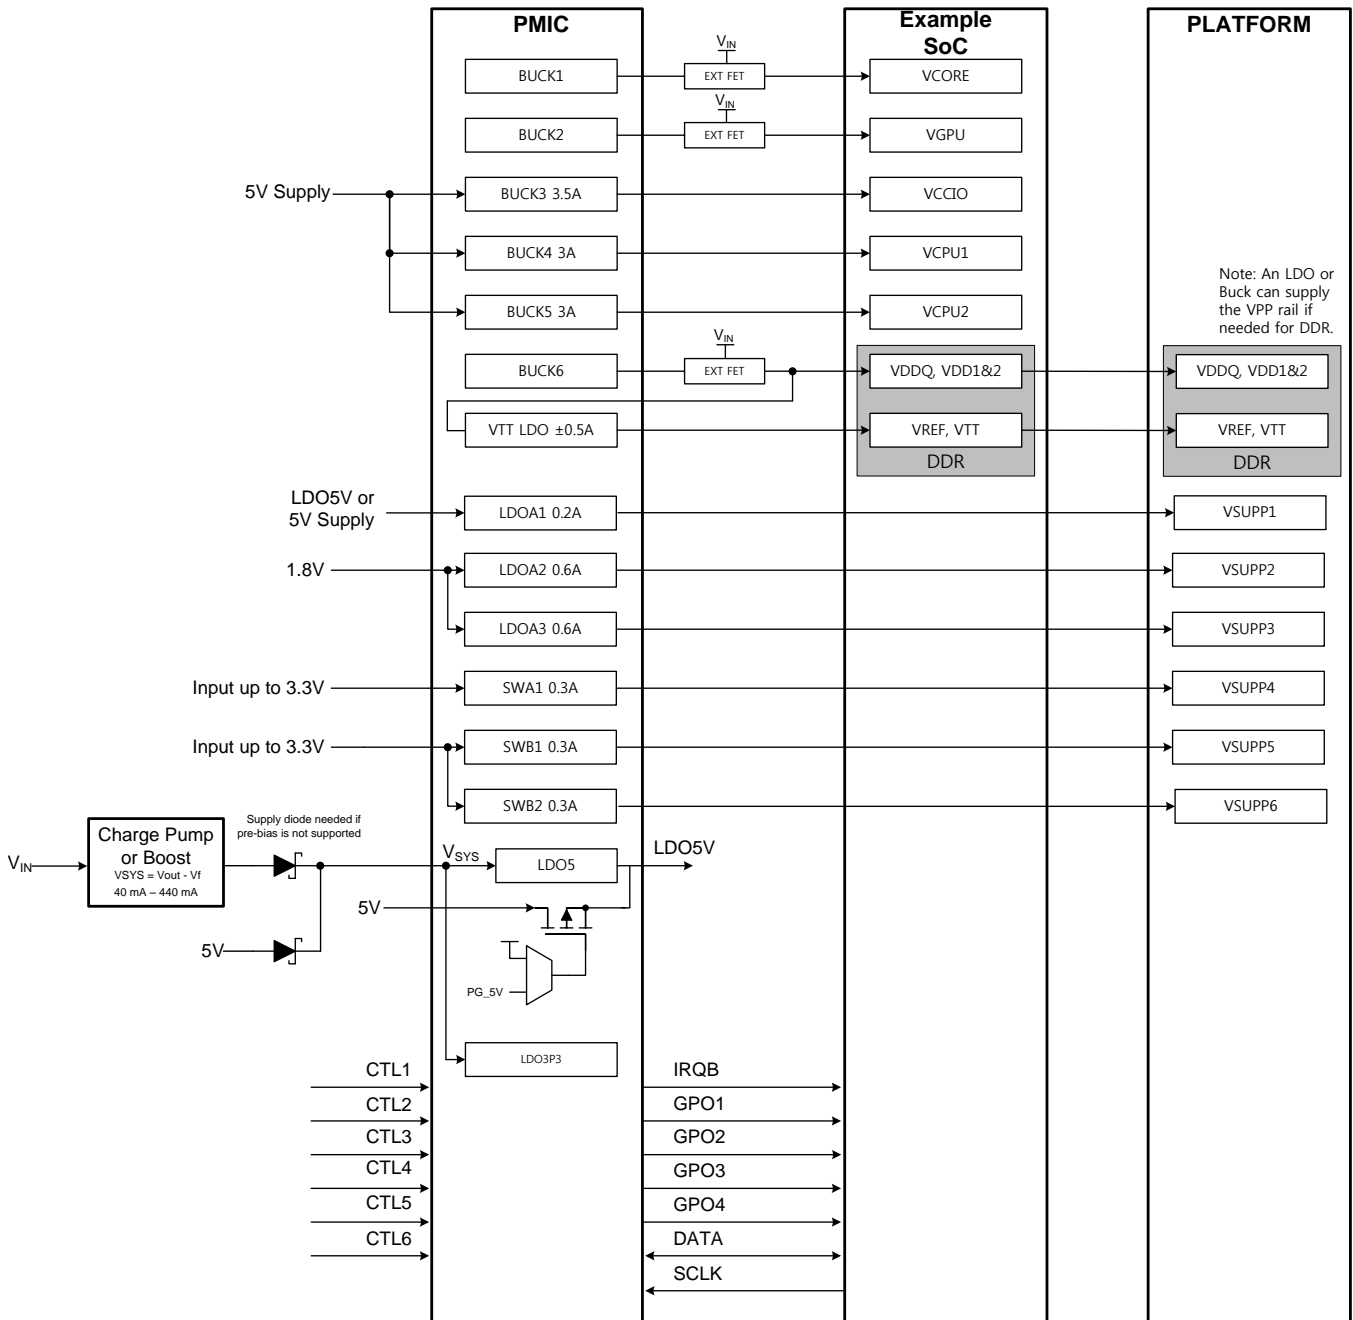 PMIC
Example
SoC
PLATFORM
VIN
BUCK1
EXT FET
VCORE
VIN
BUCK2
EXT FET
VGPU
5V Supply
BUCK3 3.5A
VCCIO
BUCK4 3A
VCPU1
Note: An LDO or
Buck can supply
the VPP rail if
needed for DDR.
BUCK5 3A
VCPU2
VIN
BUCK6
EXT FET
VDDQ, VDD1&2
VDDQ, VDD1&2
VTT LDO ±0.5A
VREF, VTT
VREF, VTT
DDR
DDR
LDO5V or
5V Supply
LDOA1 0.2A
VSUPP1
1.8V
LDOA2 0.6A
VSUPP2
LDOA3 0.6A
VSUPP3
Input up to 3.3V
SWA1 0.3A
VSUPP4
Input up to 3.3V
SWB1 0.3A
VSUPP5
SWB2 0.3A
VSUPP6
Supply diode needed if
pre-bias is not supported
Charge Pump
or Boost
VSYS = Vout - Vf
40 mA – 440 mA
VIN
VSYS
LDO5
LDO5V
5V
5V
PG_5V
LDO3P3
CTL1
IRQB
CTL2
GPO1
CTL3
GPO2
CTL4
GPO3
CTL5
GPO4
CTL6
DATA
SCLK